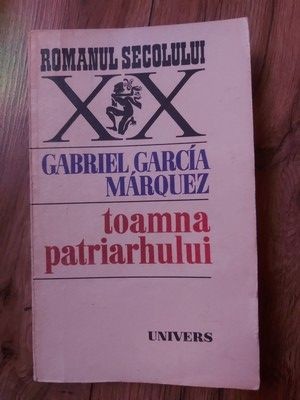 ROMANUL SECOLULUI
XX
GABRIEL GARCÍA
MÁRQUEZ
toamna
patriarhului
UNIVERS